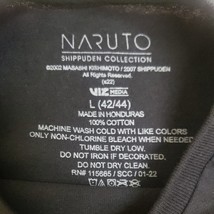 NARUTO
SHIPPUDEN COLLECTION
©2002 MASASHI KISHIMOTO / 2007 SHIPPUDEN
All Rights Reserved.
(s22)
VIZ MEDIA
L (42/44)
MADE IN HONDURAS
100% COTTON
MACHINE WASH COLD WITH LIKE COLORS
ONLY NON-CHLORINE BLEACH WHEN NEEDED
TUMBLE DRY LOW.
DO NOT IRON IF DECORATED.
DO NOT DRY CLEAN.
RN# 115665 / SCC / 01-22